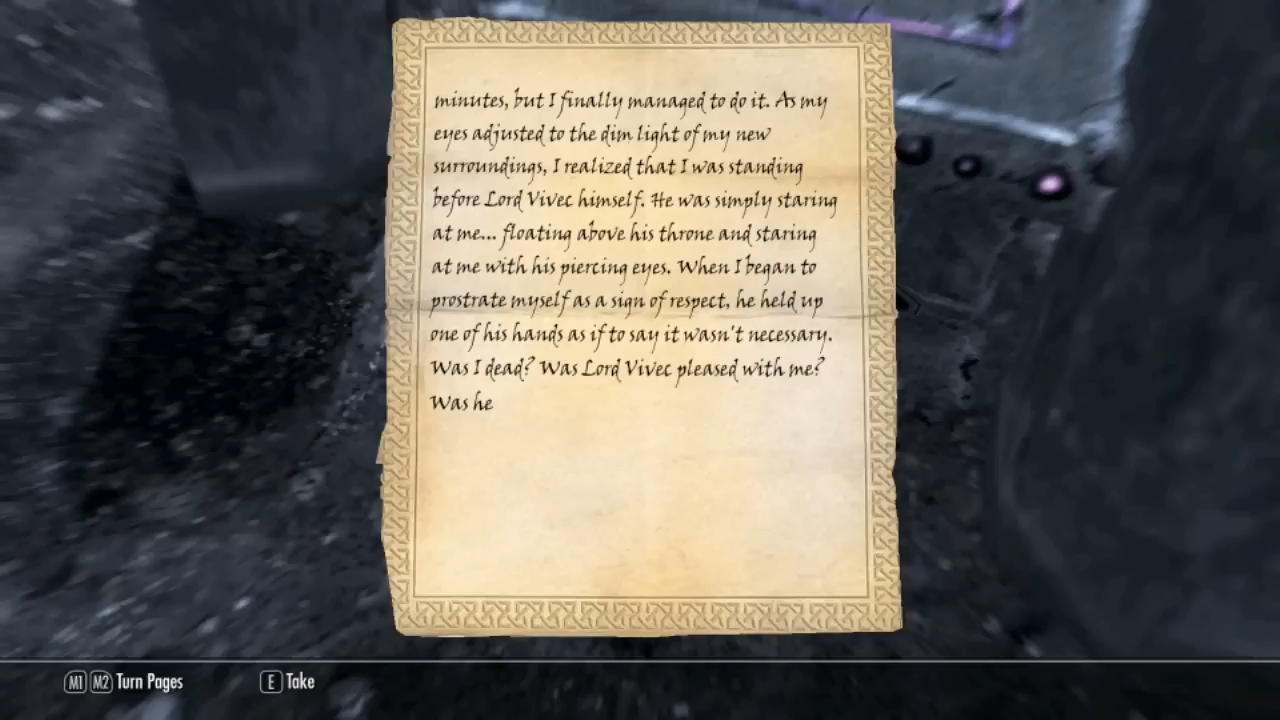 minutes, but I finally managed to do it. As my
eyes adjusted to the dim light of my new
surroundings, I realized that I was standing
before Lord Vivec himself. He was simply staring
at me... floating above his throne and staring
at me with his piercing eyes. When I began to
prostrate myself as a sign of respect, he held up
one of his hands as if to say it wasn't necessary.
Was I dead? Was Lord Vivec pleased with me?
Was he
M1 M2 Turn Pages
E Take